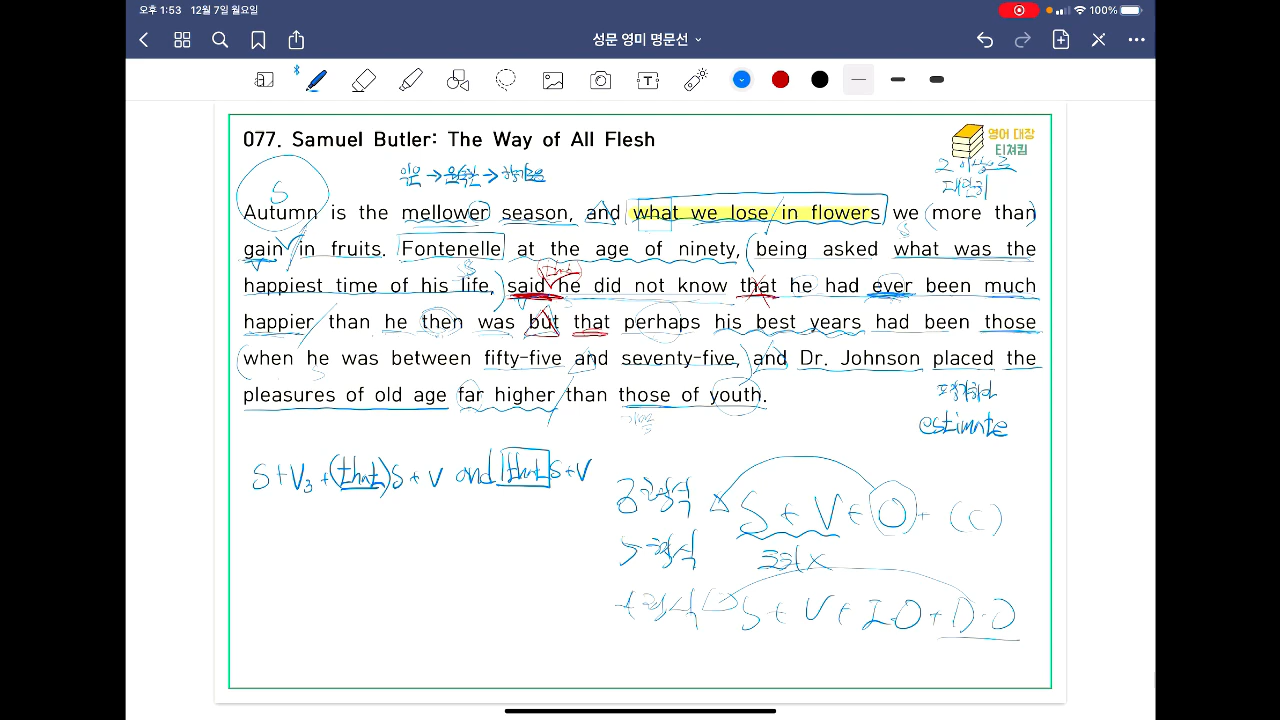 오후 1:53 12월 7일 월요일
100%
성문 영미 명문선
077. Samuel Butler: The Way of All Flesh
영어 대장
티쳐킴
그 이상으로
S
Autumn is the mellower season, and what we lose in flowers we more than
gain in fruits. Fontenelle at the age of ninety, being asked what was the
happiest time of his life, said he did not know that he had ever been much
happier than he then was but that perhaps his best years had been those
when he was between fifty-five and seventy-five, and Dr. Johnson placed the
pleasures of old age far higher than those of youth.
평가하다
estimate
S + V3 + (that) S + V and that S + V
3형식 S + V + O + (C)
5형식
4형식 S + V + I.O + D.O